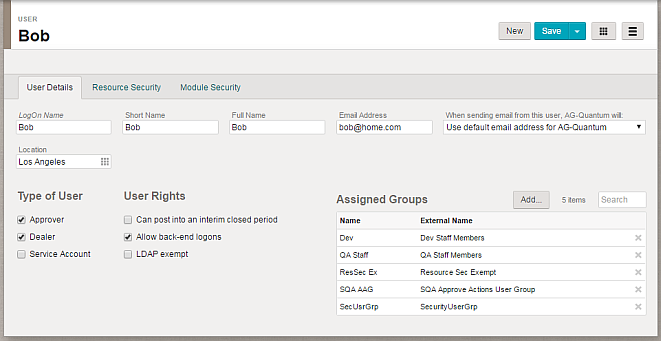 USER
Bob
New Save
User Details Resource Security Module Security
LogOn Name Short Name Full Name Email Address When sending email from this user, AG-Quantum will:
Bob Bob Bob bob@home.com Use default email address for AG-Quantum
Location
Los Angeles
Type of User User Rights Assigned Groups Add... 5 items Search
Approver Can post into an interim closed period
Dealer Allow back-end logons
Service Account LDAP exempt
Name External Name
Dev Dev Staff Members
QA Staff QA Staff Members
ResSec Ex Resource Sec Exempt
SQA AAG SQA Approve Actions User Group
SecUsrGrp SecurityUserGrp